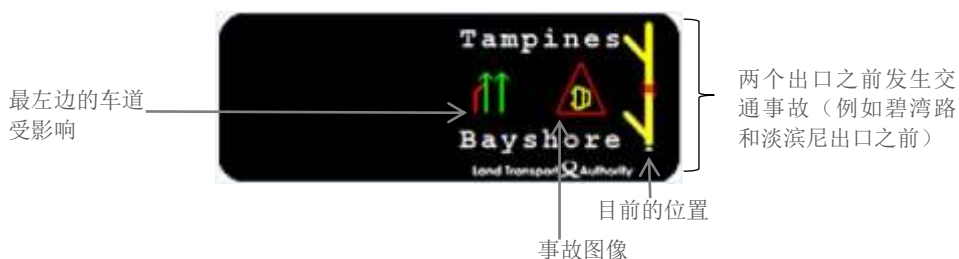 最左边的车道
受影响
Tampines
Bayshore
Land Transport Authority
两个出口之前发生交
通事故（例如碧湾路
和淡滨尼出口之前）
目前的位置
事故图像